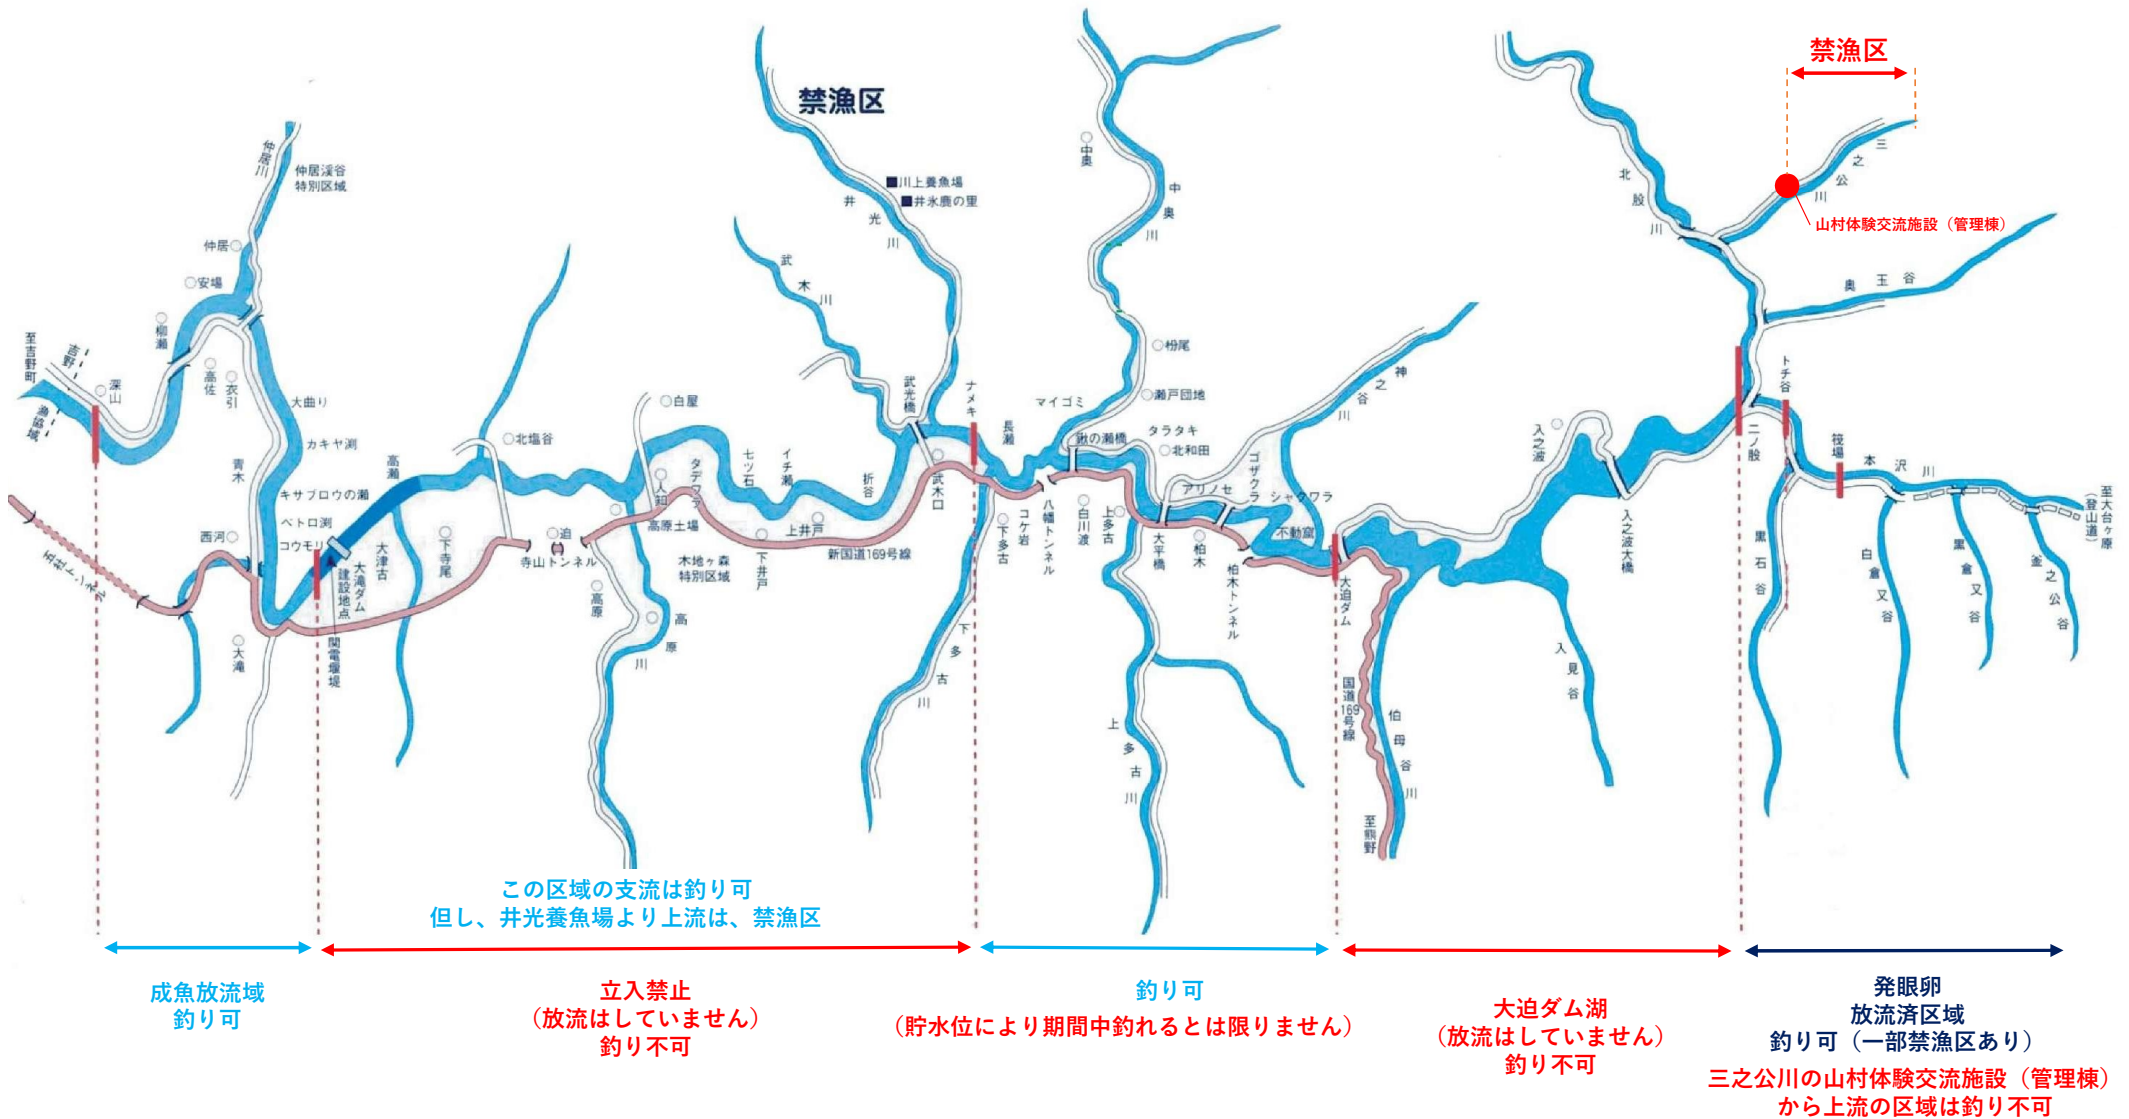 禁漁区
禁漁区
山村体験交流施設（管理棟）
仲居川
仲居渓谷
特別区域
仲居
安場
柳瀬
高佐
衣引
至吉野町
吉野
漁協域
深山
大曲り
カキヤ渕
青木
キサブロウの瀬
ベトロ渕
コウモリ
西河
五社トンネル
大滝
大滝ダム
建設地点
関電堰堤
大津古
高瀬
下寺尾
北塩谷
迫
寺山トンネル
白屋
人知
高原土場
高原
高原川
タデワラ
木地ヶ森
特別区域
七ツ石
イチ瀬
下井戸
上井戸
折谷
新国道169号線
武木川
井光川
川上養魚場
井氷鹿の里
武光橋
武木口
ナメキ
長瀬
下多古
下多古川
コケ岩
八幡トンネル
マイゴミ
中奥
中奥川
枌尾
瀬戸団地
鍬の瀬橋
タラタキ
北和田
白川渡
上多古
上多古川
大平橋
アリノセ
柏木
柏木トンネル
ゴザクラ
シャクワラ
不動窟
神之谷川
大迫ダム
国道169号線
伯母谷川
至熊野
入之波
入之波大橋
入見谷
北股川
三之公川
奥玉谷
二ノ股
トチ谷
筏場
本沢川
黒石谷
白倉又谷
黒倉又谷
釜之公谷
至大台ヶ原
（登山道）
この区域の支流は釣り可
但し、井光養魚場より上流は、禁漁区
成魚放流域
釣り可
立入禁止
（放流はしていません）
釣り不可
釣り可
（貯水位により期間中釣れるとは限りません）
大迫ダム湖
（放流はしていません）
釣り不可
発眼卵
放流済区域
釣り可（一部禁漁区あり）
三之公川の山村体験交流施設（管理棟）
から上流の区域は釣り不可